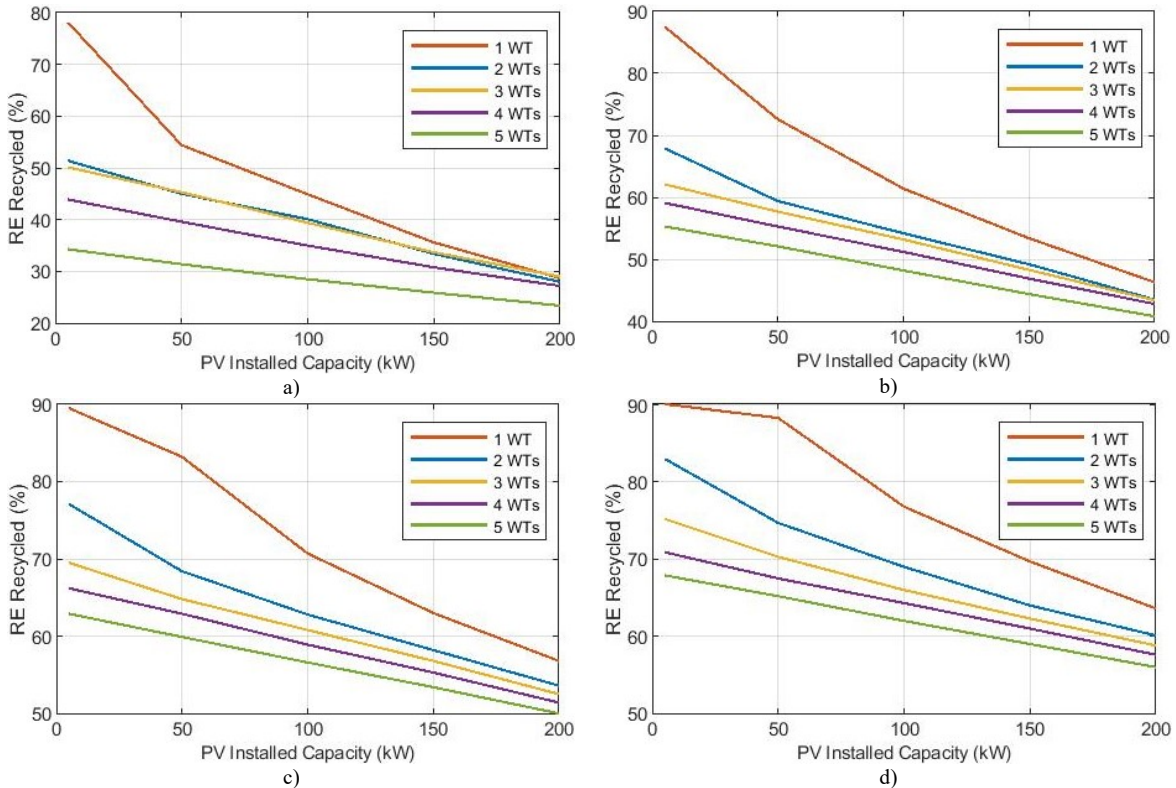 80
70
60
50
40
30
20
RE Recycled (%)
1 WT
2 WTs
3 WTs
4 WTs
5 WTs
0 50 100 150 200
PV Installed Capacity (kW)
a)
90
80
70
60
50
40
RE Recycled (%)
1 WT
2 WTs
3 WTs
4 WTs
5 WTs
0 50 100 150 200
PV Installed Capacity (kW)
b)
90
80
70
60
50
RE Recycled (%)
1 WT
2 WTs
3 WTs
4 WTs
5 WTs
0 50 100 150 200
PV Installed Capacity (kW)
c)
90
80
70
60
50
RE Recycled (%)
1 WT
2 WTs
3 WTs
4 WTs
5 WTs
0 50 100 150 200
PV Installed Capacity (kW)
d)